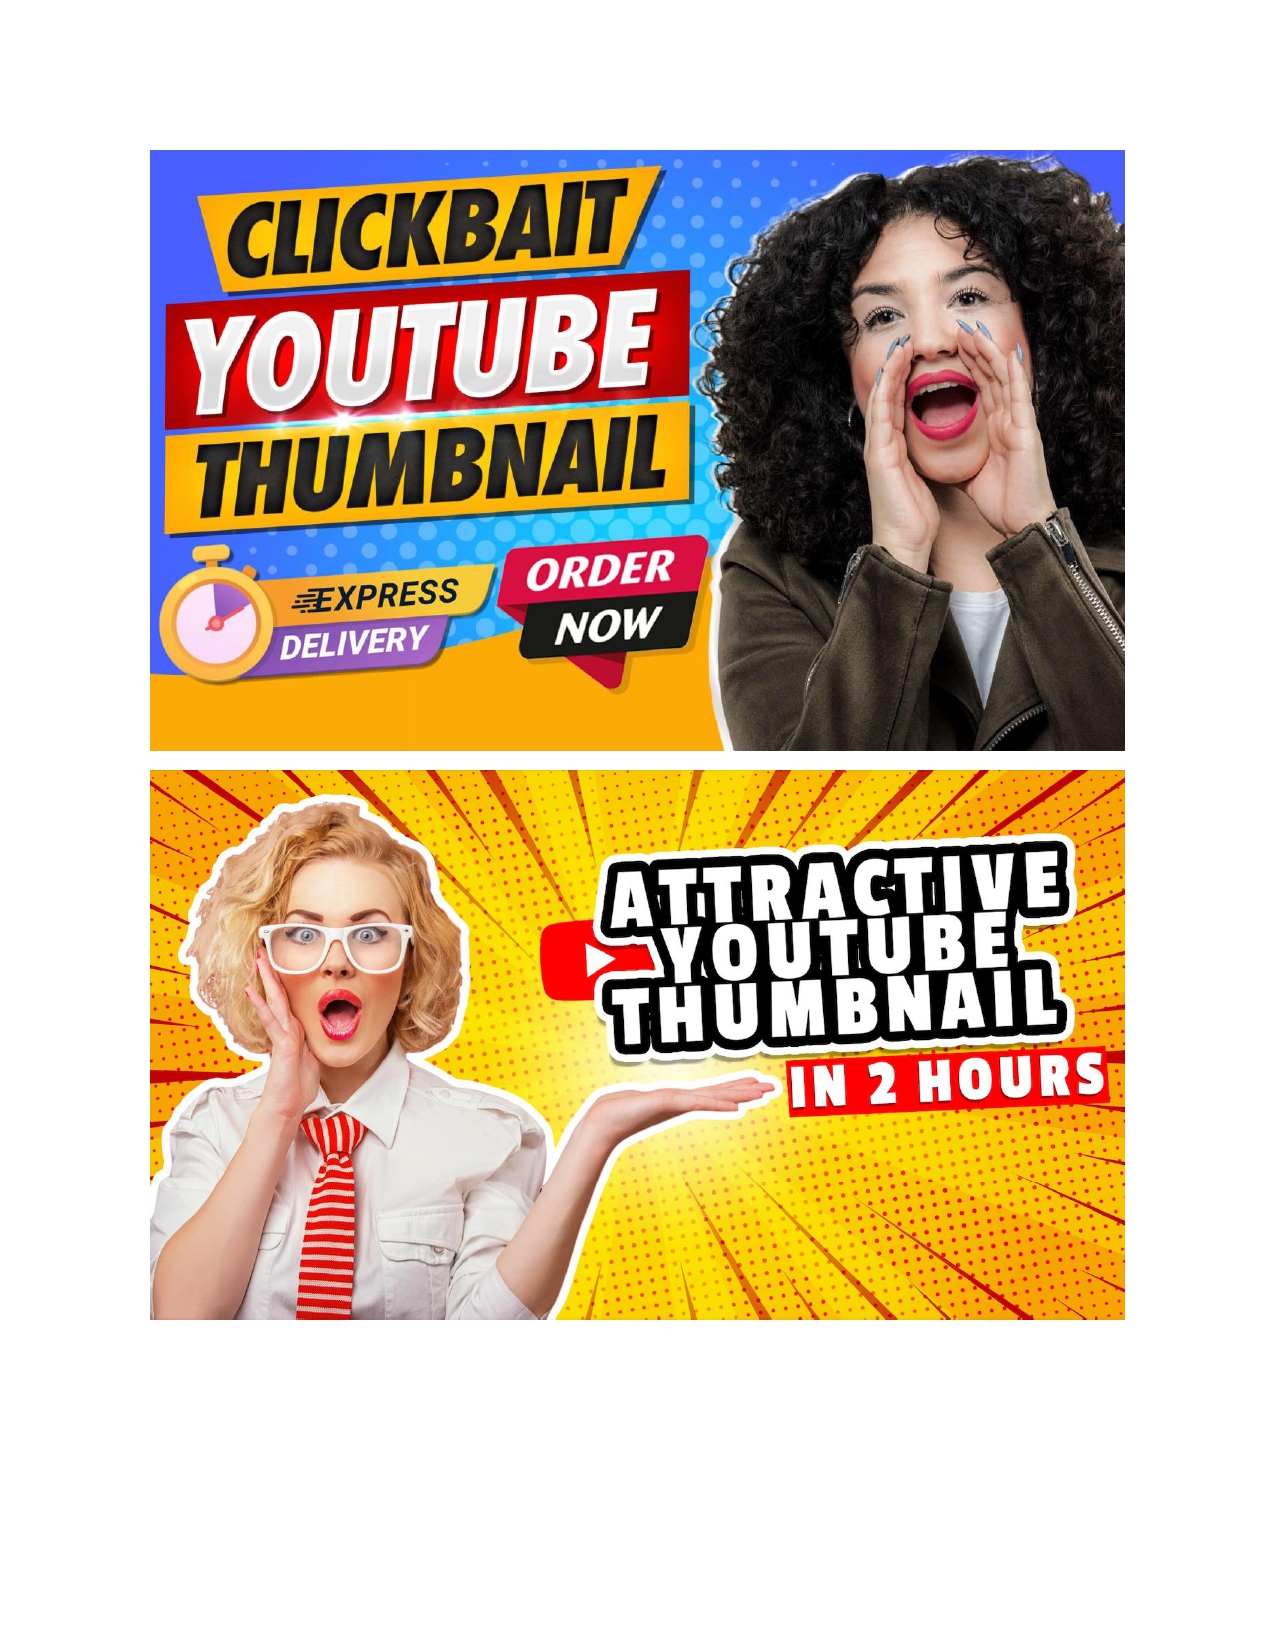 CLICKBAIT
YOUTUBE
THUMBNAIL
EXPRESS
DELIVERY
ORDER
NOW
ATTRACTIVE
YOUTUBE
THUMBNAIL
IN 2 HOURS